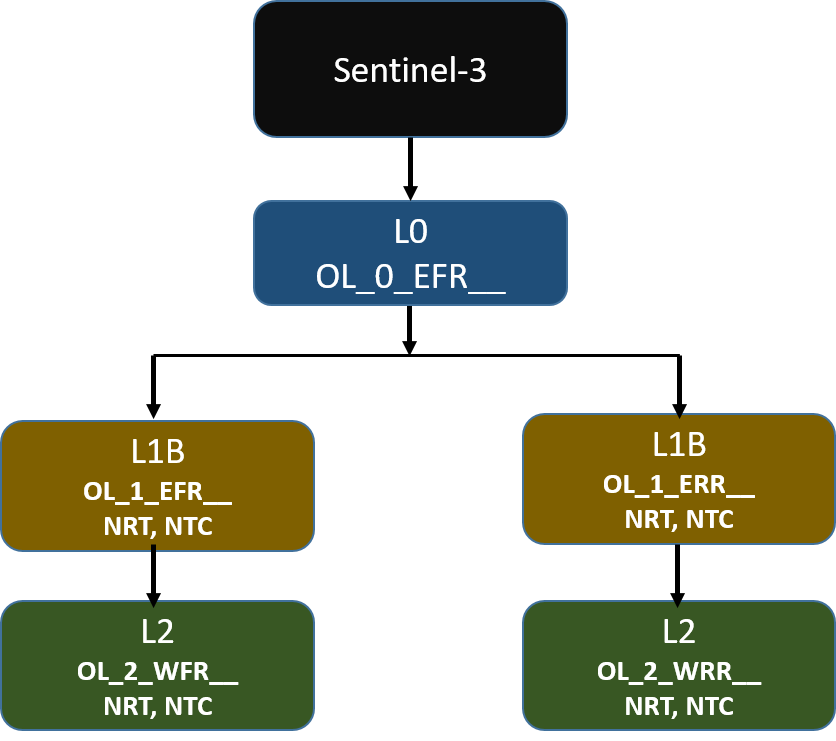 Sentinel-3
L0
OL_0_EFR___
L1B
OL_1_EFR__
NRT, NTC
L1B
OL_1_ERR__
NRT, NTC
L2
OL_2_WFR__
NRT, NTC
L2
OL_2_WRR__
NRT, NTC